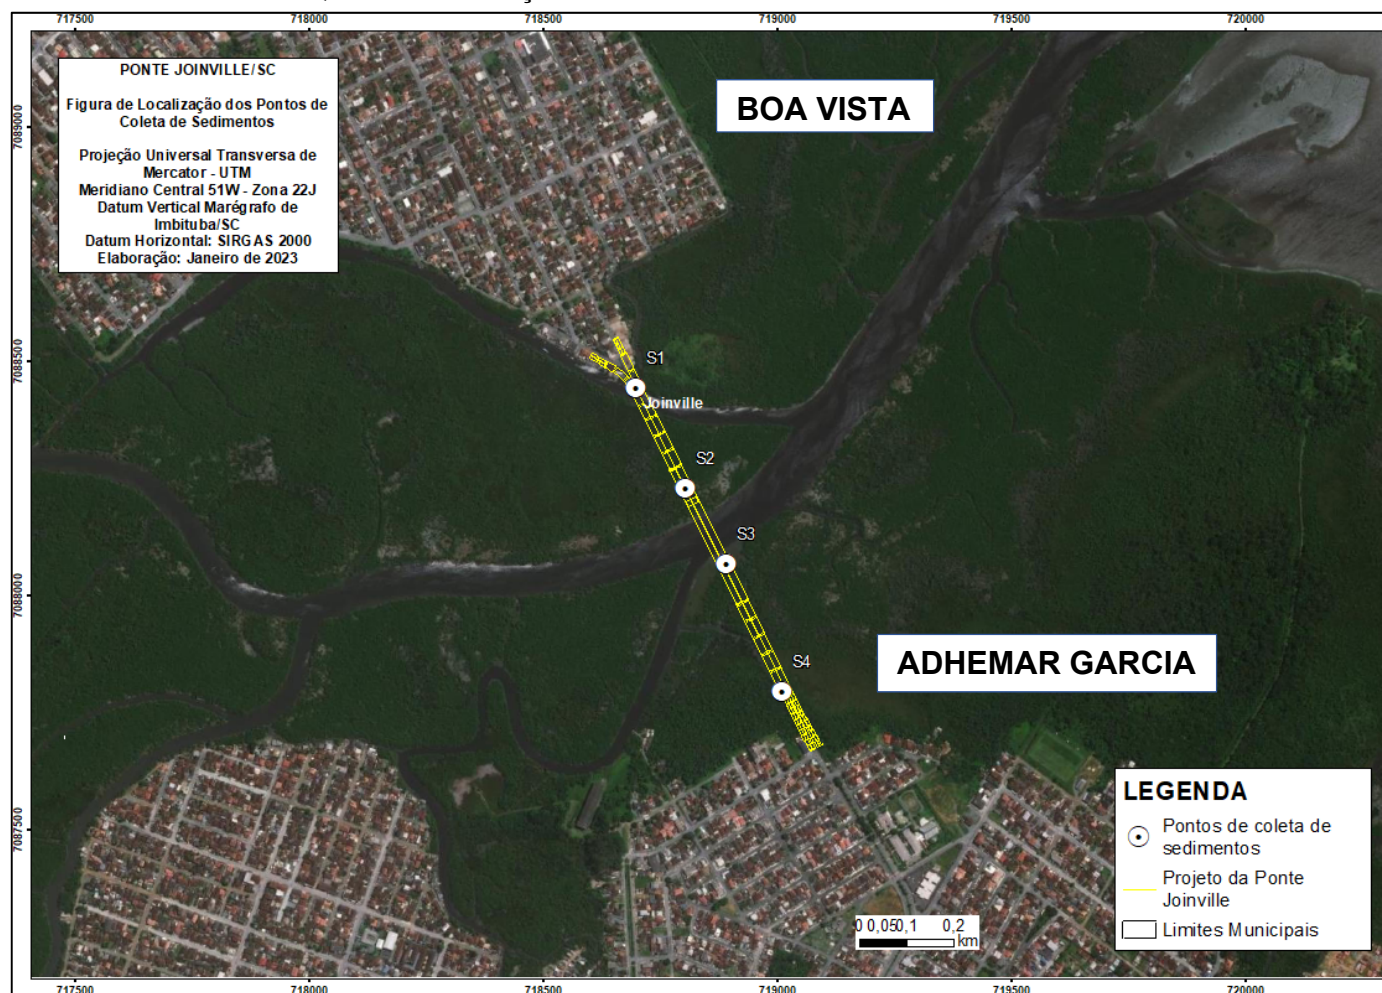 717500
718000
718500
719000
719500
720000
PONTE JOINVILLE/SC
Figura de Localização dos Pontos de
Coleta de Sedimentos
Projeção Universal Transversa de
Mercator - UTM
Meridiano Central 51W - Zona 22J
Datum Vertical Marégrafo de
Imbituba/SC
Datum Horizontal: SIRGAS 2000
Elaboração: Janeiro de 2023
BOA VISTA
7089000
7088500
7088000
7087500
S1
Joinville
S2
S3
S4
ADHEMAR GARCIA
LEGENDA
Pontos de coleta de
sedimentos
Projeto da Ponte
Joinville
Limites Municipais
0 0,050,1 0,2
km
717500
718000
718500
719000
719500
720000